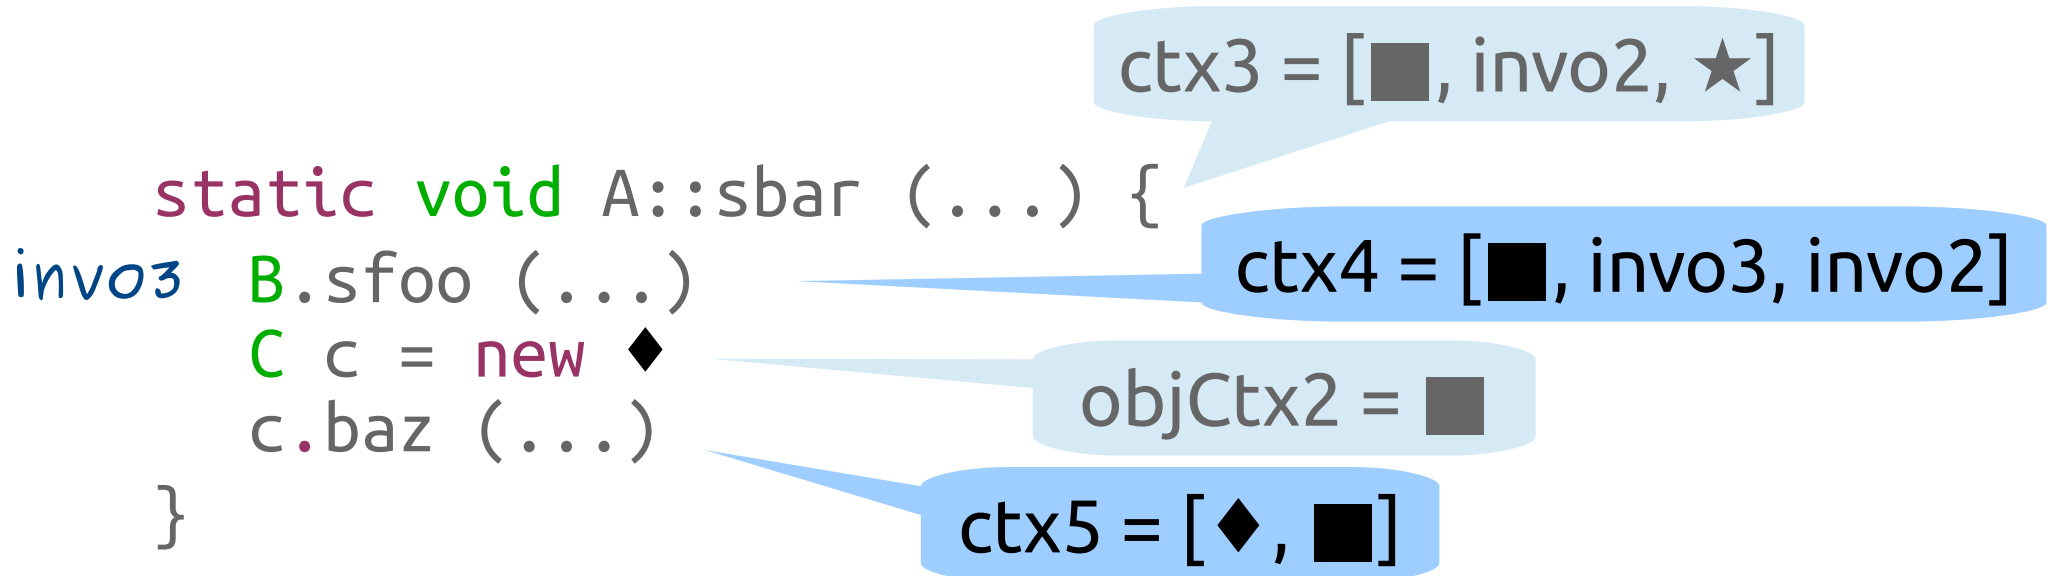 ctx3 = [■, invo2, ★]
static void A::sbar (...) {
invo3 B.sfoo (...)
ctx4 = [■, invo3, invo2]
C c = new ♦
objCtx2 = ■
c.baz (...)
ctx5 = [♦, ■]
}